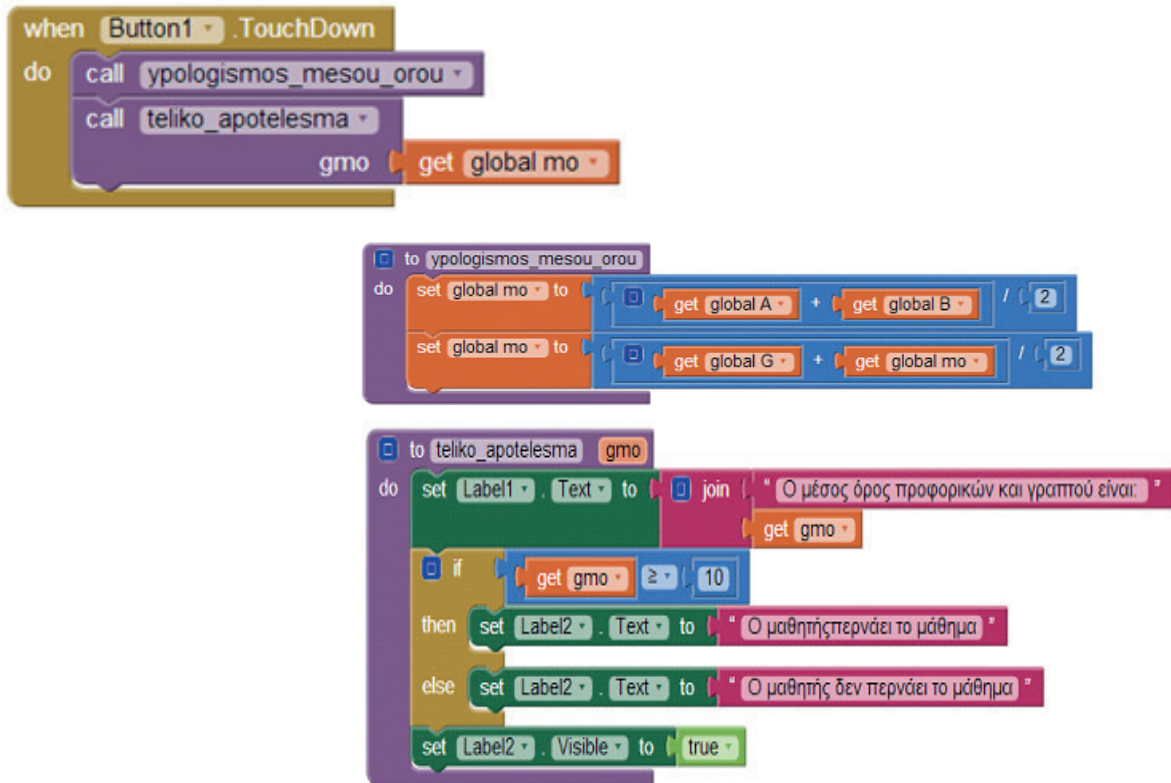 when Button1 .TouchDown
do call ypologismos_mesou_orou
call teliko_apotelesma
gmo get global mo
to ypologismos_mesou_orou
do set global mo to get global A + get global B / 2
set global mo to get global G + get global mo / 2
to teliko_apotelesma gmo
do set Label1 . Text to join " Ο μέσος όρος προφορικών και γραπτού είναι: "
get gmo
if get gmo ≥ 10
then set Label2 . Text to " Ο μαθητήςπερνάει το μάθημα "
else set Label2 . Text to " Ο μαθητής δεν περνάει το μάθημα "
set Label2 . Visible to true